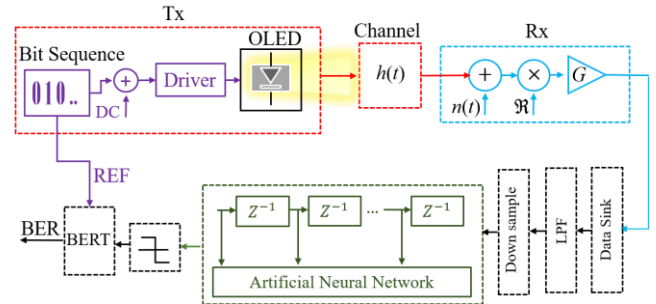 Tx
Channel
Rx
Bit Sequence
OLED
010..
DC
Driver
h(t)
n(t)
ℜ
G
REF
BER
BERT
Z⁻¹
Z⁻¹
...
Z⁻¹
Artificial Neural Network
Down sample
LPF
Data Sink